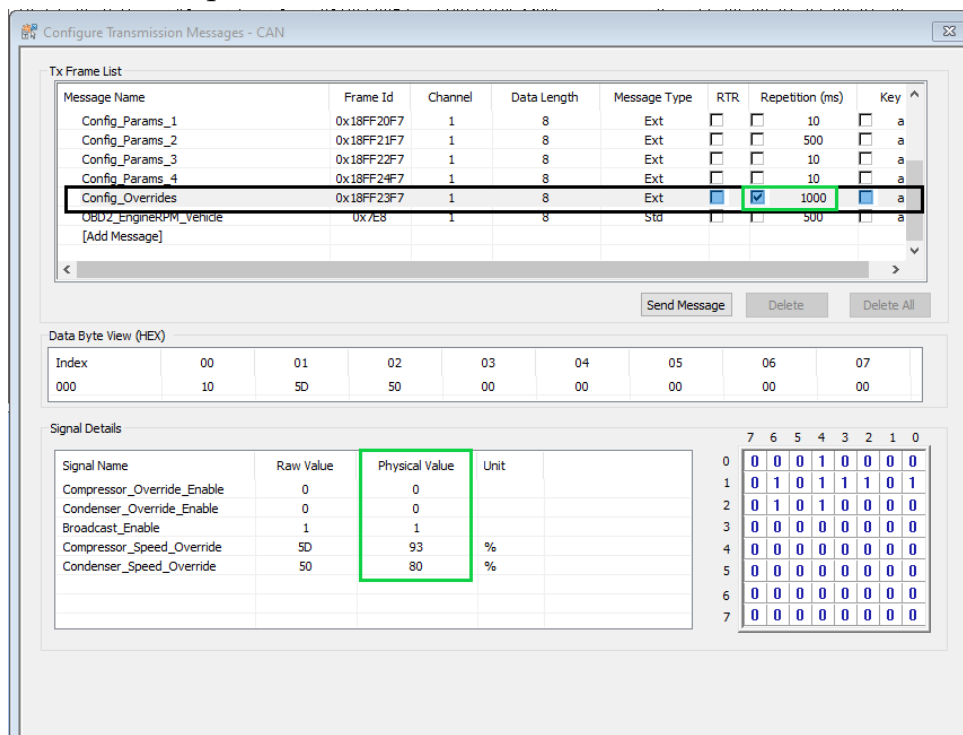 Configure Transmission Messages - CAN
Tx Frame List
Message Name Frame Id Channel Data Length Message Type RTR Repetition (ms) Key
Config_Params_1 0x18FF20F7 1 8 Ext 10 a
Config_Params_2 0x18FF21F7 1 8 Ext 500 a
Config_Params_3 0x18FF22F7 1 8 Ext 10 a
Config_Params_4 0x18FF24F7 1 8 Ext 10 a
Config_Overrides 0x18FF23F7 1 8 Ext 1000 a
OBD2_EngineRPM_Vehicle 0x7E8 1 8 Std 500 a
[Add Message]
Send Message Delete Delete All
Data Byte View (HEX)
Index 00 01 02 03 04 05 06 07
000 10 5D 50 00 00 00 00 00
Signal Details
Signal Name Raw Value Physical Value Unit
Compressor_Override_Enable 0 0
Condenser_Override_Enable 0 0
Broadcast_Enable 1 1
Compressor_Speed_Override 5D 93 %
Condenser_Speed_Override 50 80 %
7 6 5 4 3 2 1 0
0 0 0 0 1 0 0 0 0
1 0 1 0 1 1 1 0 1
2 0 1 0 1 0 0 0 0
3 0 0 0 0 0 0 0 0
4 0 0 0 0 0 0 0 0
5 0 0 0 0 0 0 0 0
6 0 0 0 0 0 0 0 0
7 0 0 0 0 0 0 0 0